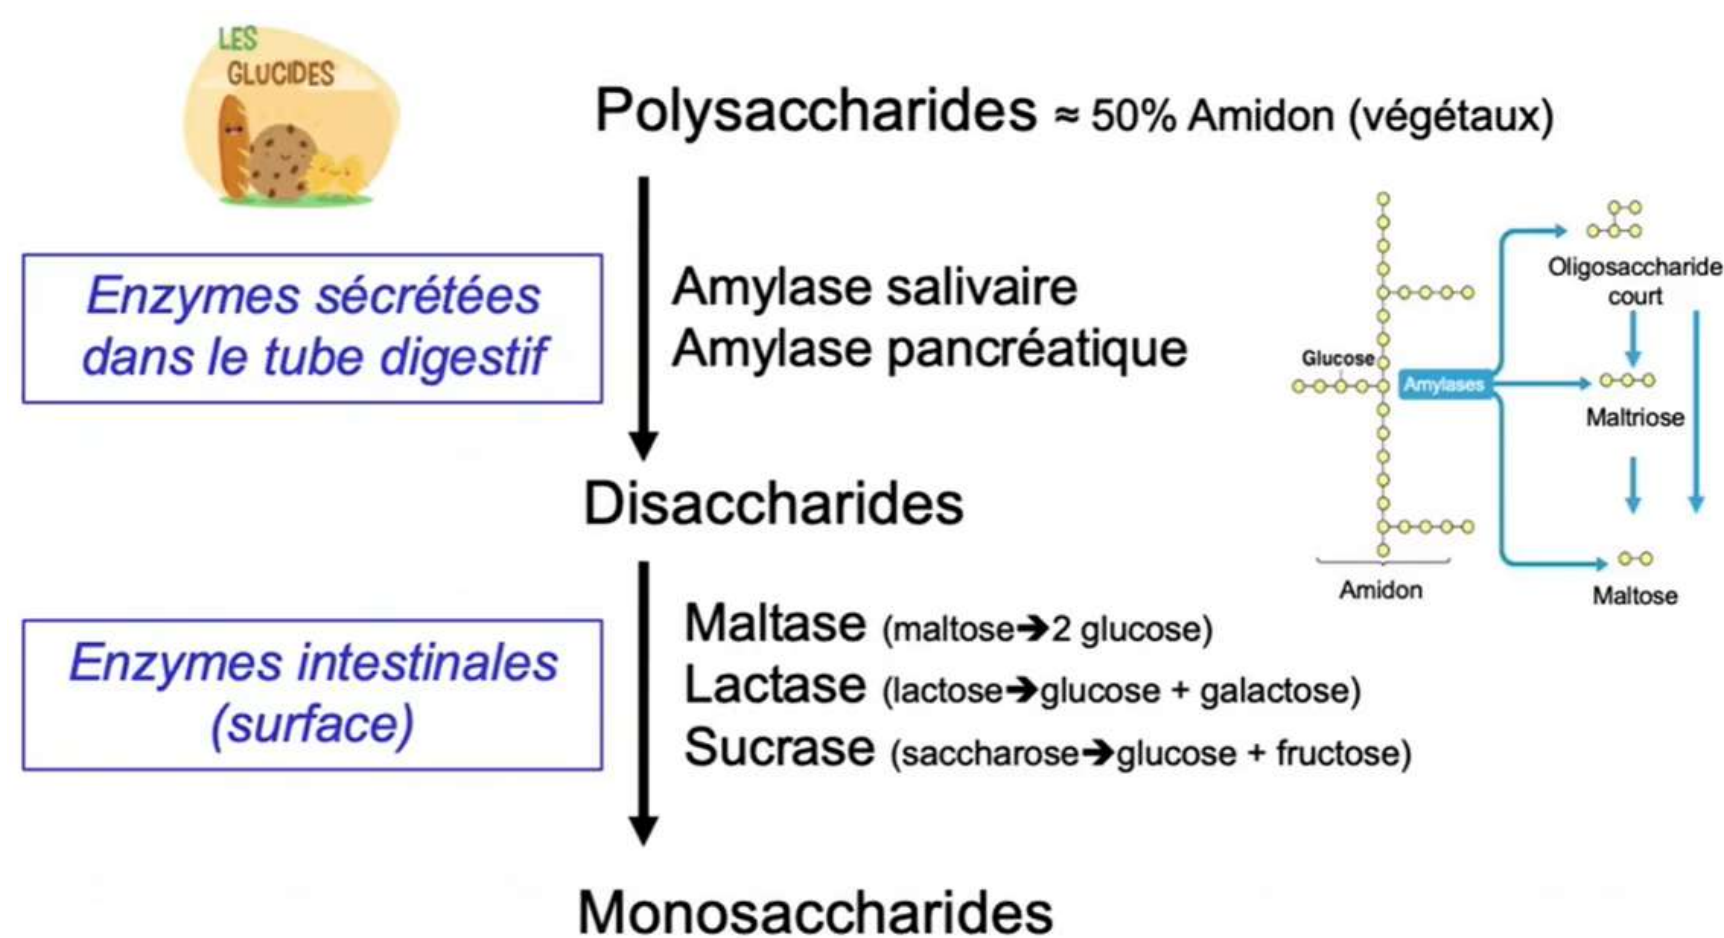 LES
GLUCIDES
Polysaccharides ≈ 50% Amidon (végétaux)
Enzymes sécrétées
dans le tube digestif
Amylase salivaire
Amylase pancréatique
Oligosaccharide
court
Glucose
Amylases
Maltriose
Amidon
Maltose
Disaccharides
Enzymes intestinales
(surface)
Maltase (maltose➔2 glucose)
Lactase (lactose➔glucose + galactose)
Sucrase (saccharose➔glucose + fructose)
Monosaccharides